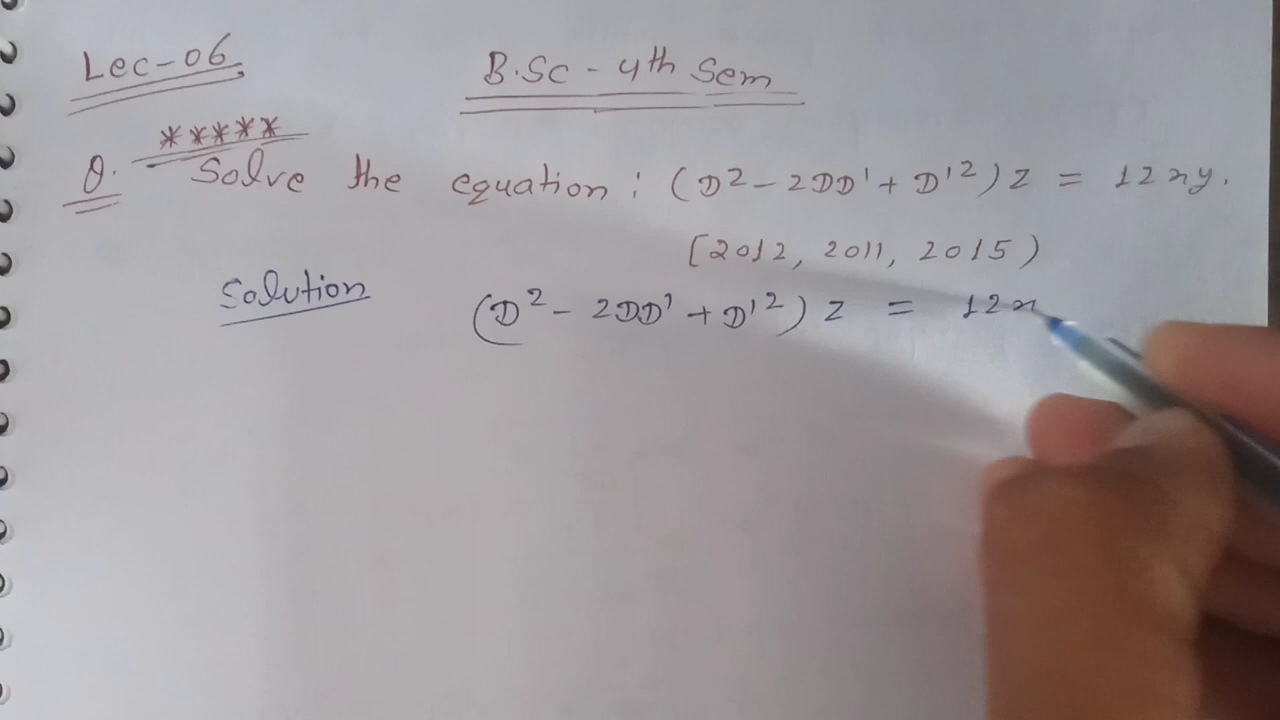 Lec-06
B.Sc - 4th Sem
*****
Q. Solve the equation : (D² - 2DD' + D'²) Z = 12xy.
[2012, 2011, 2015)
Solution (D² - 2DD' + D'²) Z = 12x